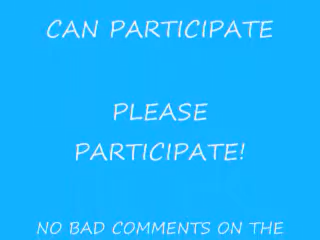 CAN PARTICIPATE
PLEASE
PARTICIPATE!
NO BAD COMMENTS ON THE